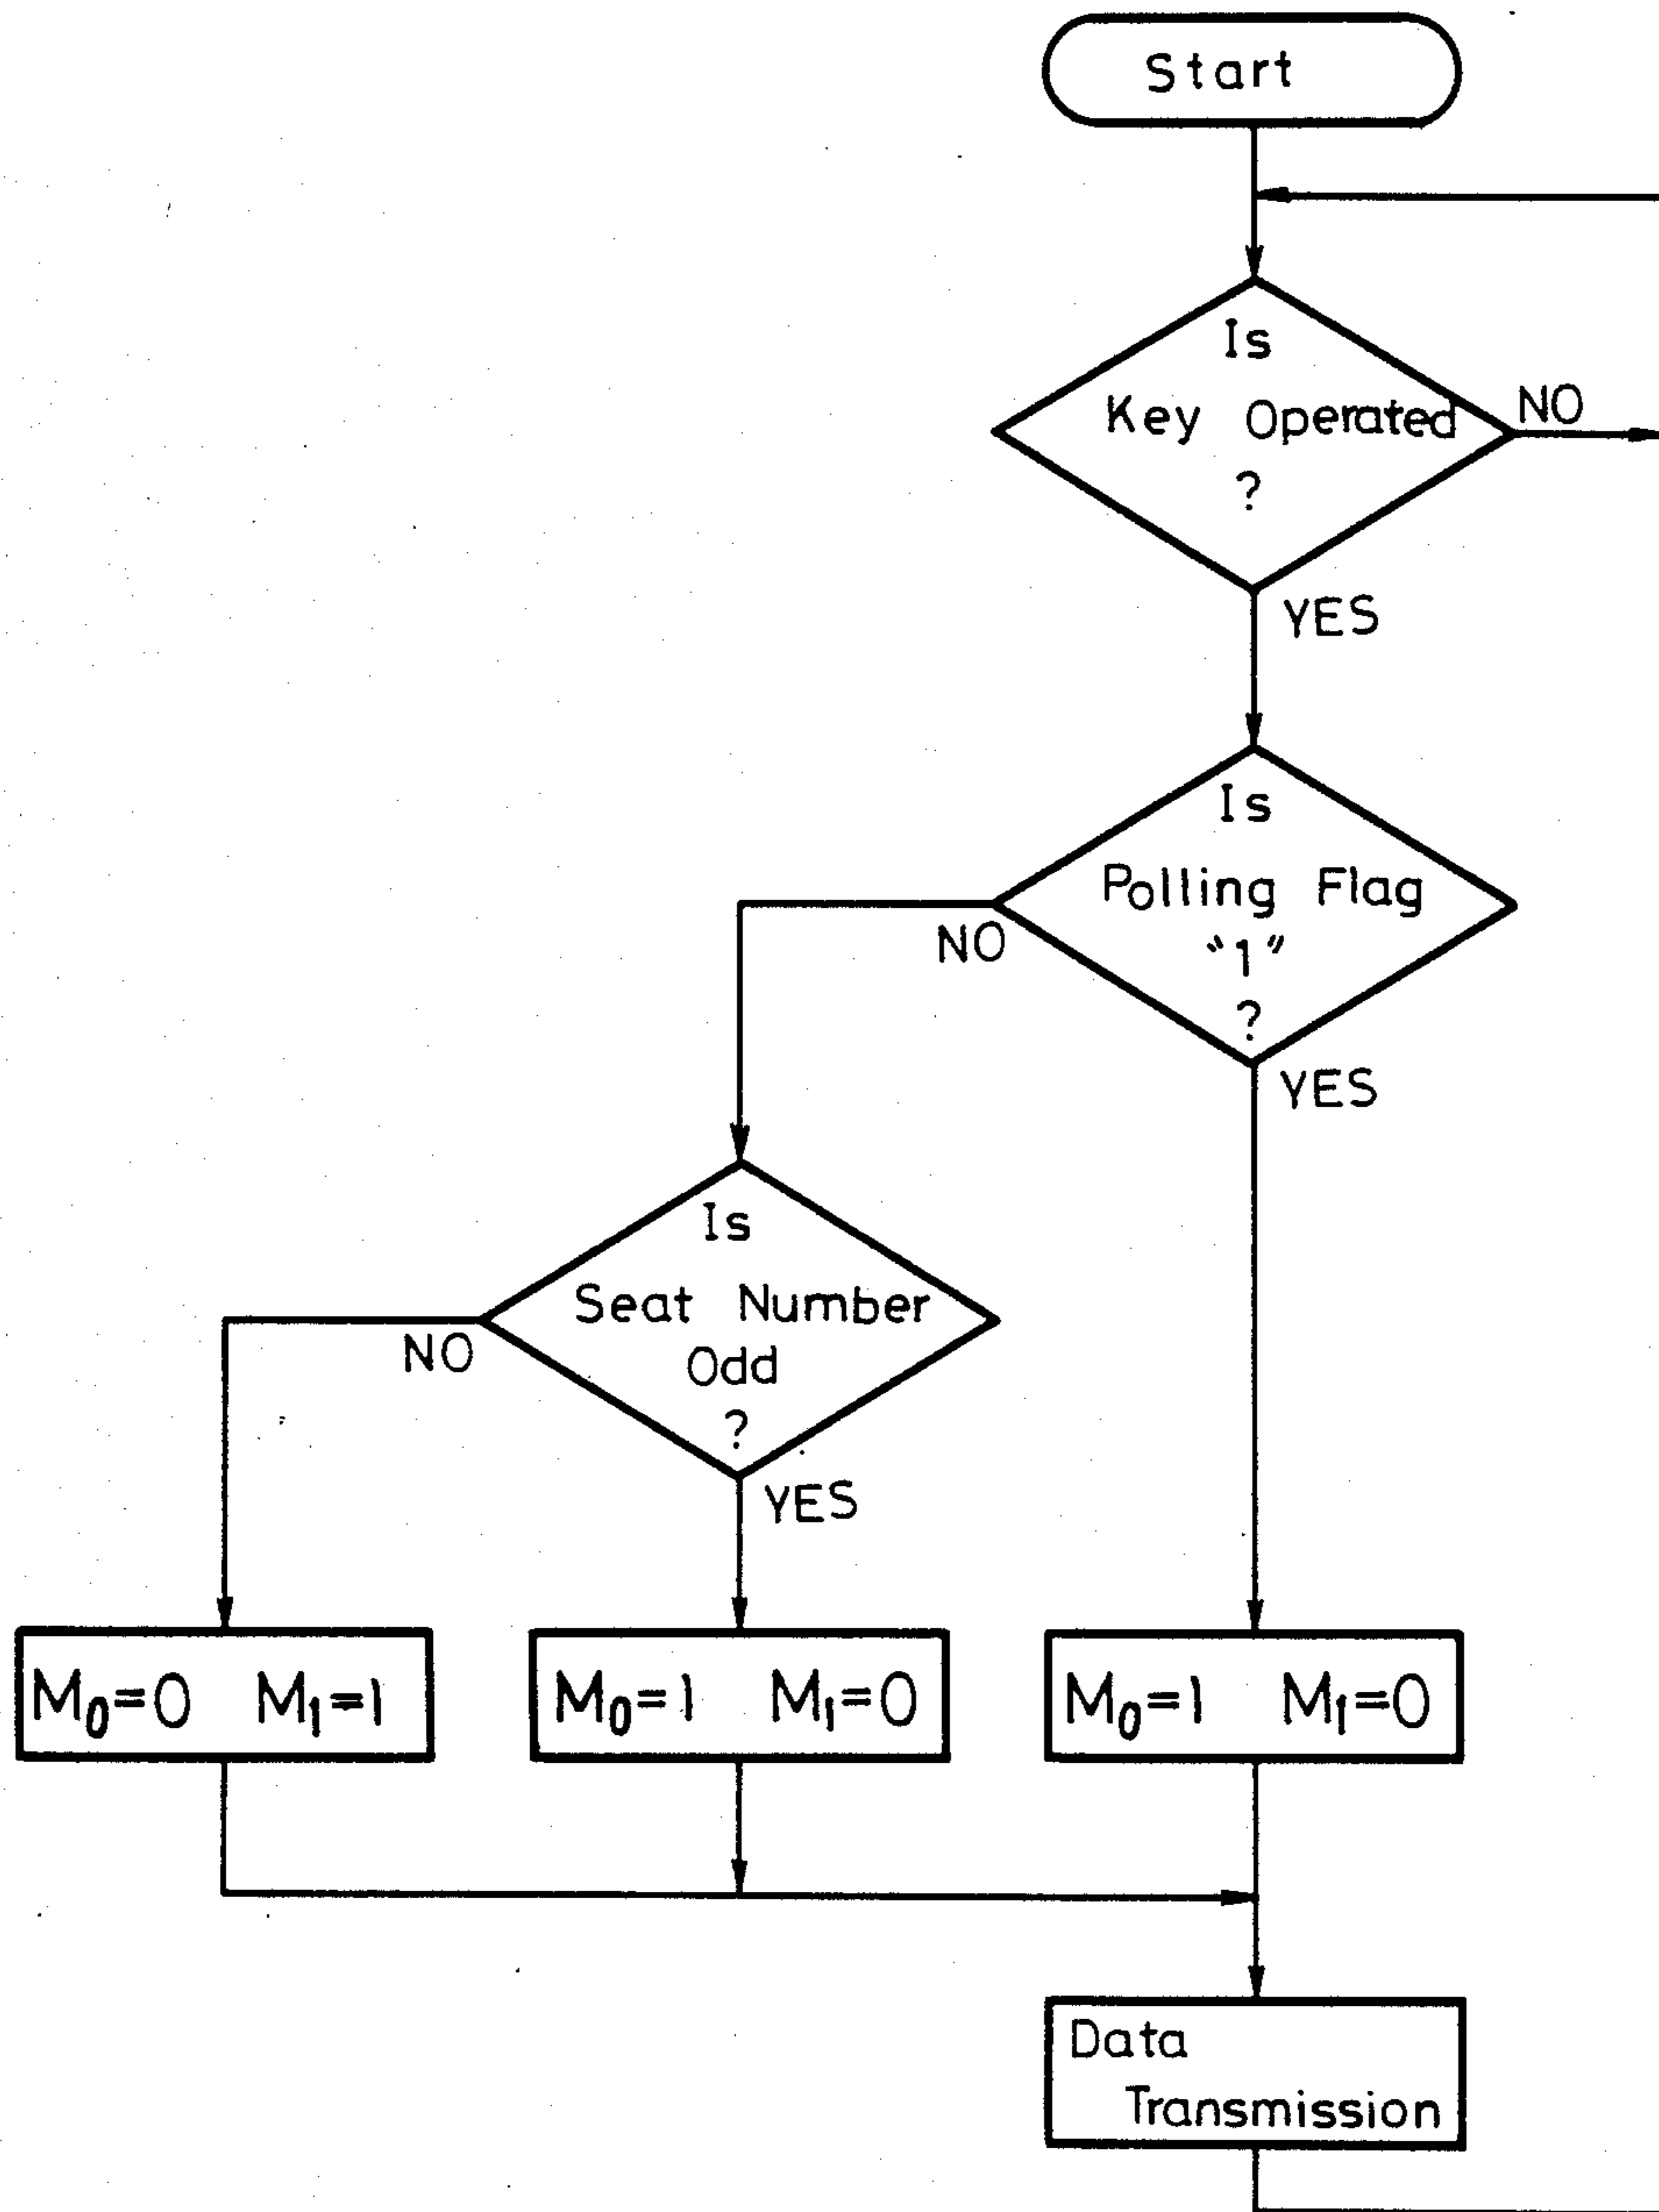 Start
Is
Key Operated
?
NO
YES
Is
Polling Flag
"1"
?
NO
YES
Is
Seat Number
Odd
?
NO
YES
M₀=0 M₁=1
M₀=1 M₁=0
M₀=1 M₁=0
Data
Transmission